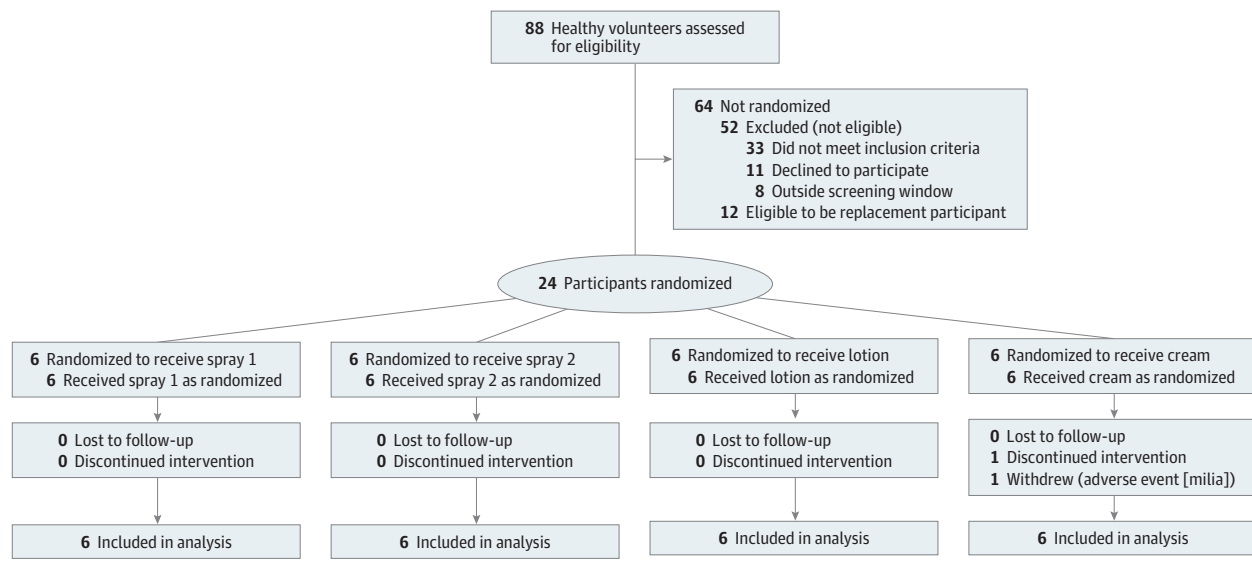 88 Healthy volunteers assessed
for eligibility
64 Not randomized
52 Excluded (not eligible)
33 Did not meet inclusion criteria
11 Declined to participate
8 Outside screening window
12 Eligible to be replacement participant
24 Participants randomized
6 Randomized to receive spray 1
6 Received spray 1 as randomized
0 Lost to follow-up
0 Discontinued intervention
6 Included in analysis
6 Randomized to receive spray 2
6 Received spray 2 as randomized
0 Lost to follow-up
0 Discontinued intervention
6 Included in analysis
6 Randomized to receive lotion
6 Received lotion as randomized
0 Lost to follow-up
0 Discontinued intervention
6 Included in analysis
6 Randomized to receive cream
6 Received cream as randomized
0 Lost to follow-up
1 Discontinued intervention
1 Withdrew (adverse event [milia])
6 Included in analysis